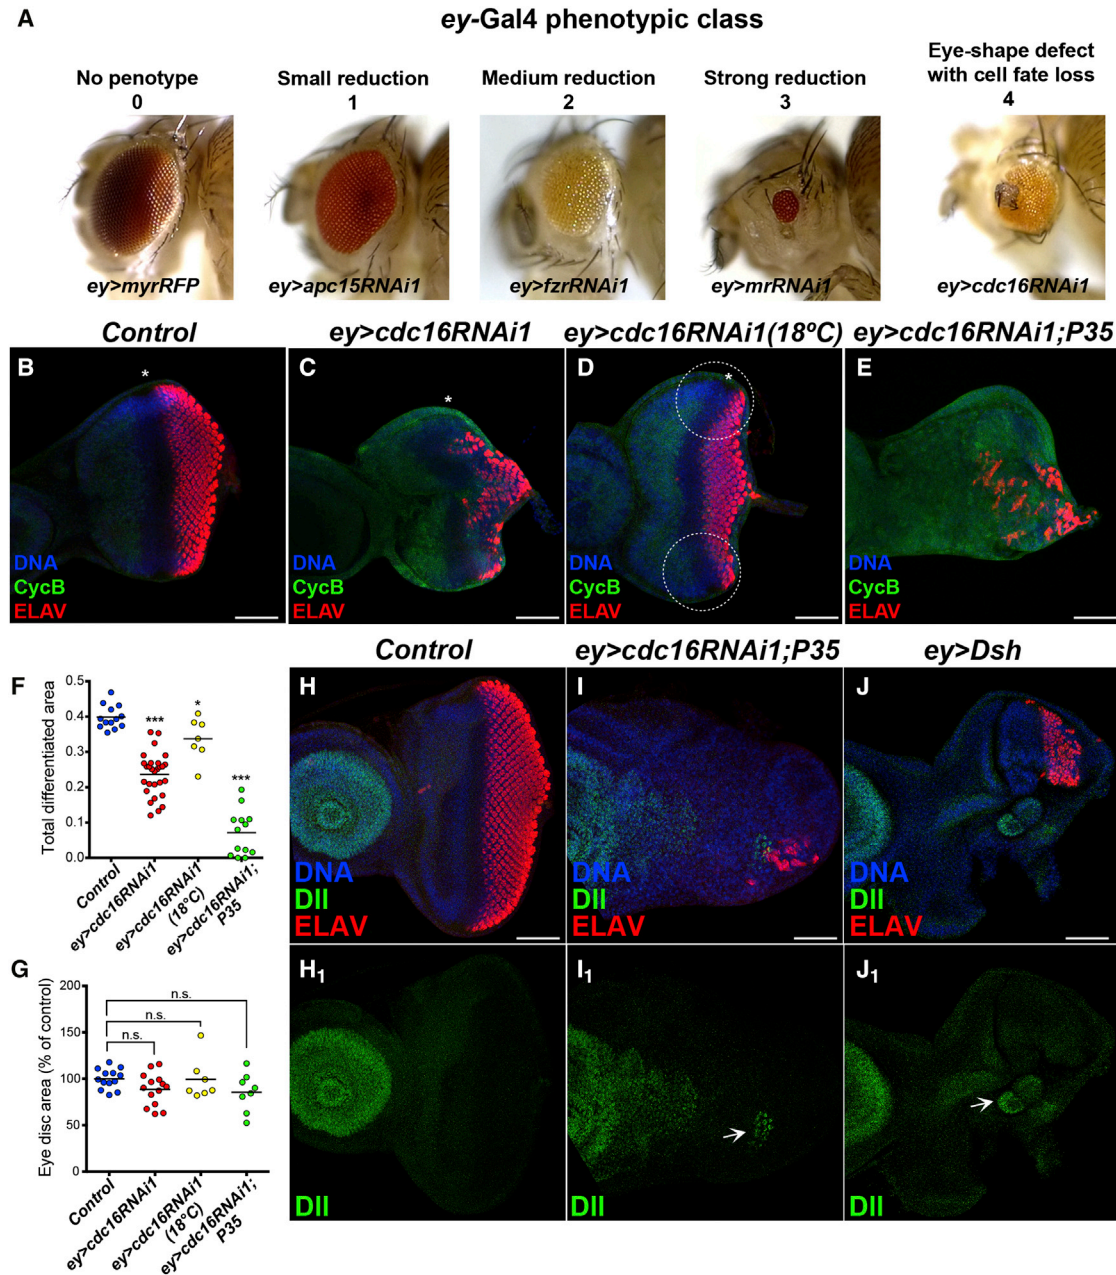 A
ey-Gal4 phenotypic class
No penotype
0
Small reduction
1
Medium reduction
2
Strong reduction
3
Eye-shape defect
with cell fate loss
4
ey>myrRFP
ey>apc15RNAi1
ey>fzrRNAi1
ey>mrRNAi1
ey>cdc16RNAi1
Control
ey>cdc16RNAi1
ey>cdc16RNAi1(18ºC)
ey>cdc16RNAi1;P35
B
*
DNA
CycB
ELAV
C
*
DNA
CycB
ELAV
D
*
DNA
CycB
ELAV
E
DNA
CycB
ELAV
F
Total differentiated area
0.5
0.4
0.3
0.2
0.1
0.0
***
*
***
Control
ey>cdc16RNAi1
ey>cdc16RNAi1
(18°C)
ey>cdc16RNAi1;
P35
G
Eye disc area (% of control)
200
150
100
50
0
n.s.
n.s.
n.s.
Control
ey>cdc16RNAi1
ey>cdc16RNAi1
(18°C)
ey>cdc16RNAi1;
P35
Control
ey>cdc16RNAi1;P35
ey>Dsh
H
DNA
Dll
ELAV
I
DNA
Dll
ELAV
J
DNA
Dll
ELAV
H1
Dll
I1
Dll
J1
Dll